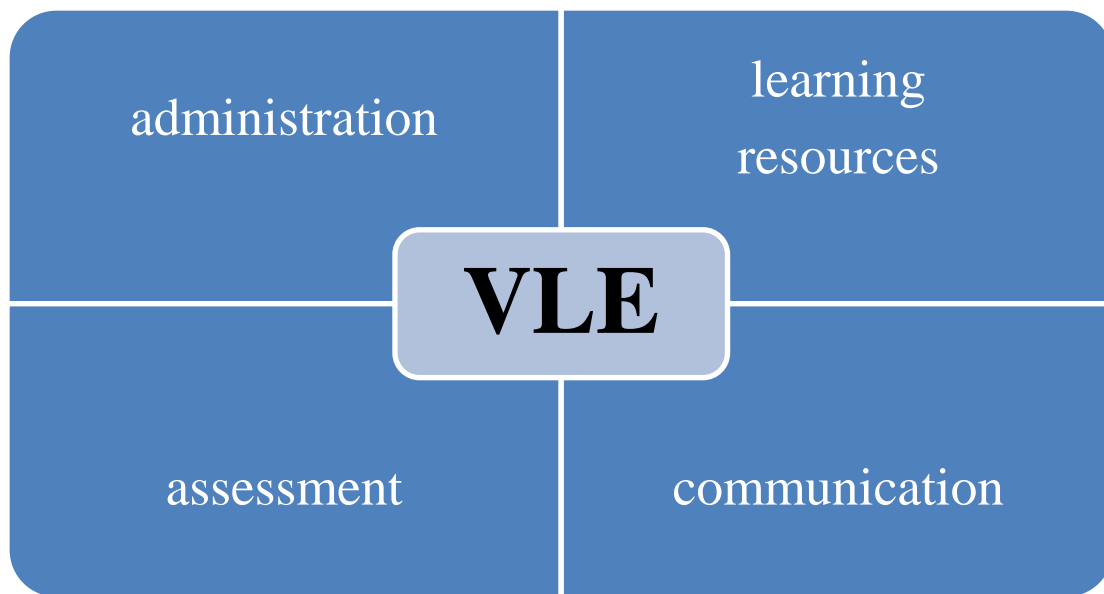 administration
learning
resources
VLE
assessment
communication